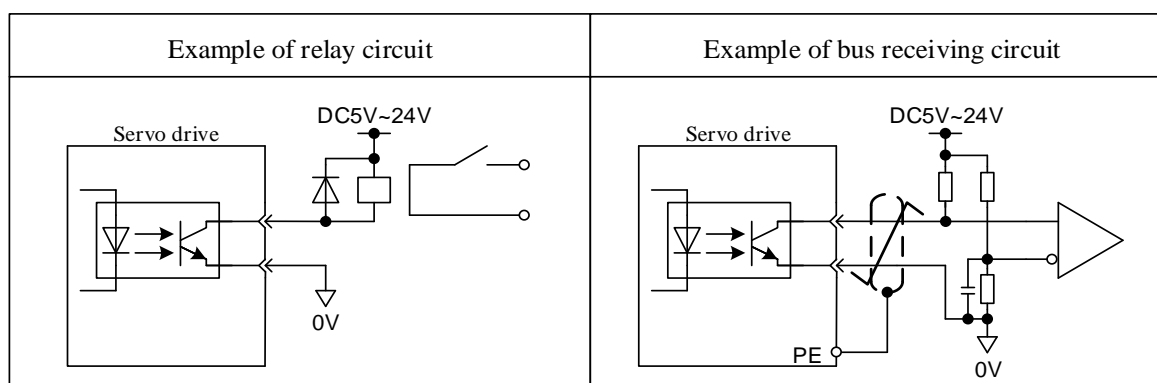 Example of relay circuit
Example of bus receiving circuit
DC5V~24V
Servo drive
0V
DC5V~24V
Servo drive
PE
0V